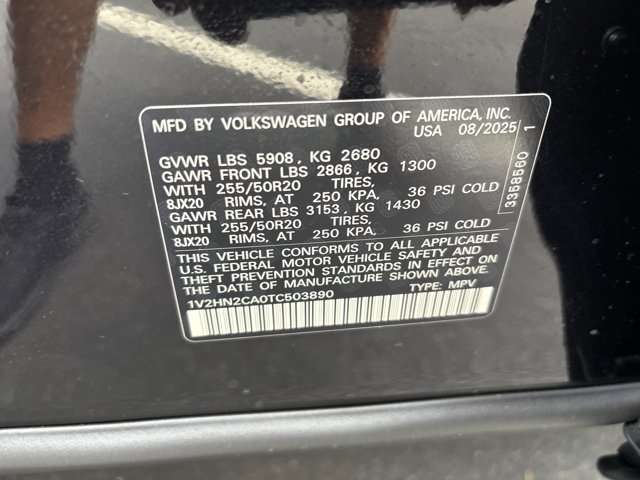 MFD BY VOLKSWAGEN GROUP OF AMERICA, INC.
USA 08/2025
GVWR LBS 5908, KG 2680
GAWR FRONT LBS 2866, KG 1300
WITH 255/50R20 TIRES,
8JX20 RIMS, AT 250 KPA, 36 PSI COLD
GAWR REAR LBS 3153, KG 1430
WITH 255/50R20 TIRES,
8JX20 RIMS, AT 250 KPA, 36 PSI COLD
THIS VEHICLE CONFORMS TO ALL APPLICABLE
U.S. FEDERAL MOTOR VEHICLE SAFETY AND
THEFT PREVENTION STANDARDS IN EFFECT ON
THE DATE OF MANUFACTURE SHOWN ABOVE.
1V2HN2CA0TC503890 TYPE: MPV
3358560 1